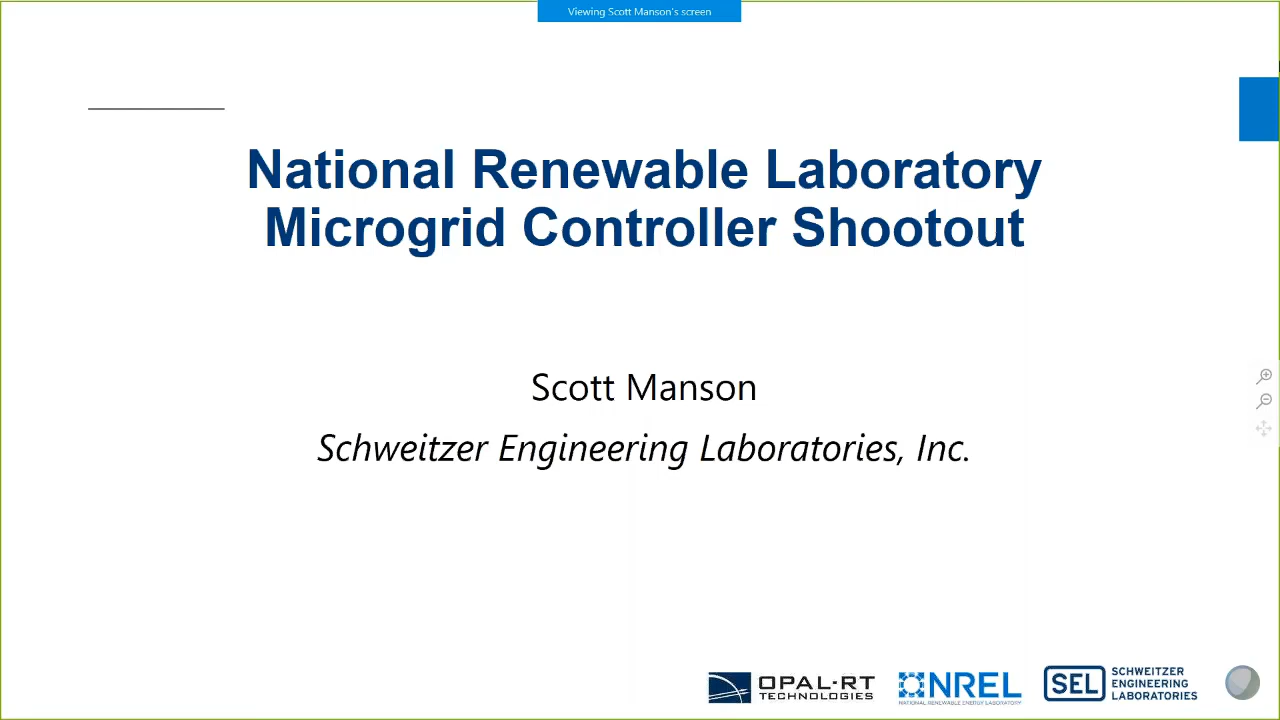 Viewing Scott Manson's screen
National Renewable Laboratory
Microgrid Controller Shootout
Scott Manson
Schweitzer Engineering Laboratories, Inc.
OPAL-RT
TECHNOLOGIES
NREL
NATIONAL RENEWABLE ENERGY LABORATORY
SEL
SCHWEITZER
ENGINEERING
LABORATORIES